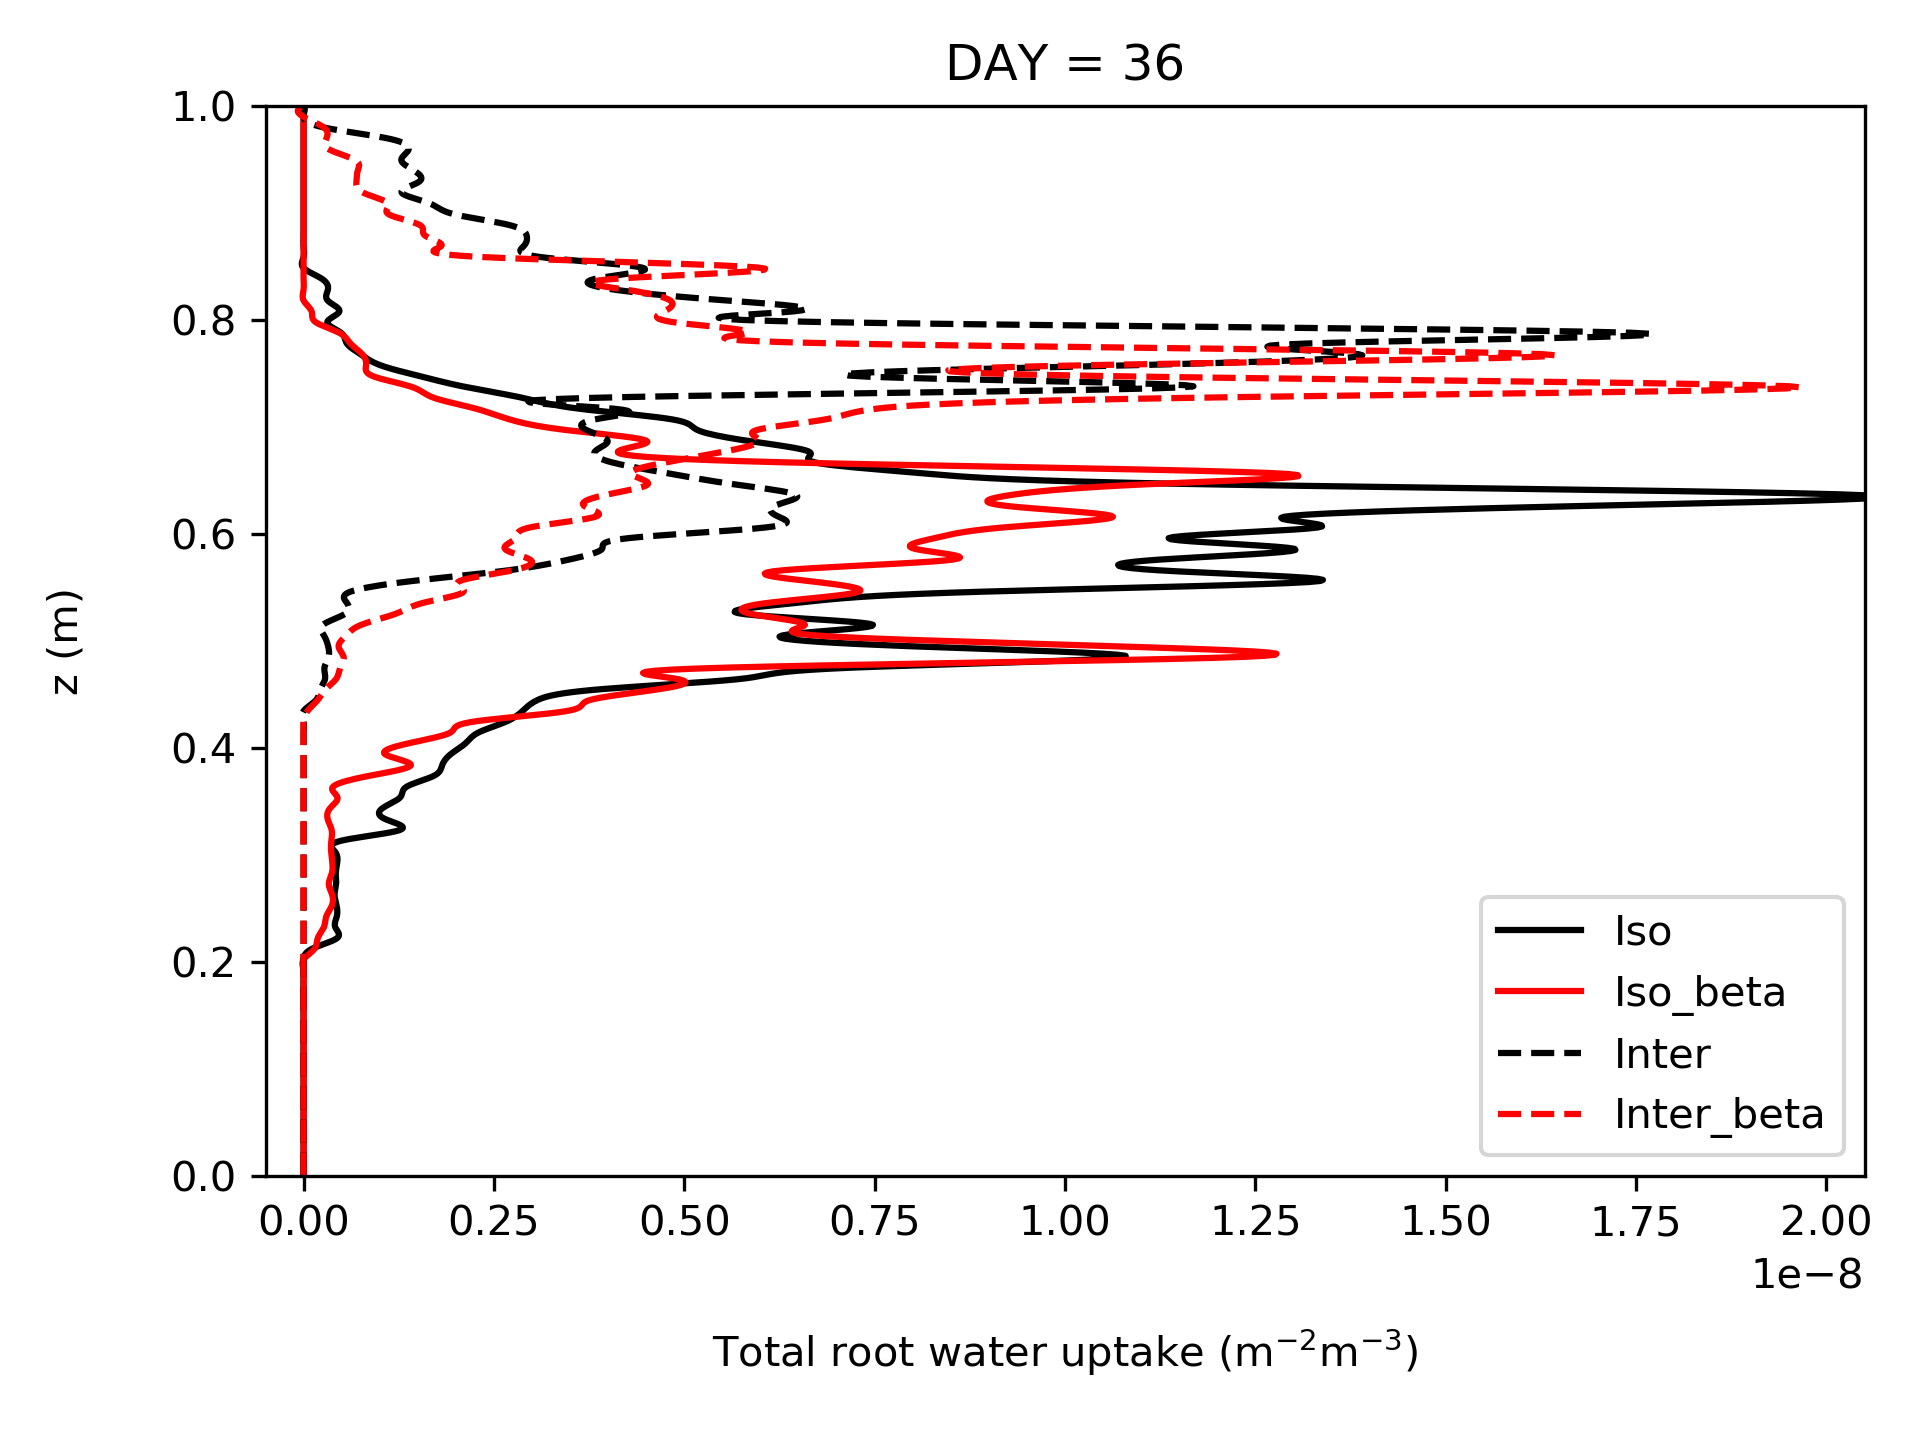 DAY = 36
1.0
0.8
0.6
0.4
0.2
0.0
z (m)
0.00 0.25 0.50 0.75 1.00 1.25 1.50 1.75 2.00
1e−8
Total root water uptake (m⁻²m⁻³)
Iso
Iso_beta
Inter
Inter_beta